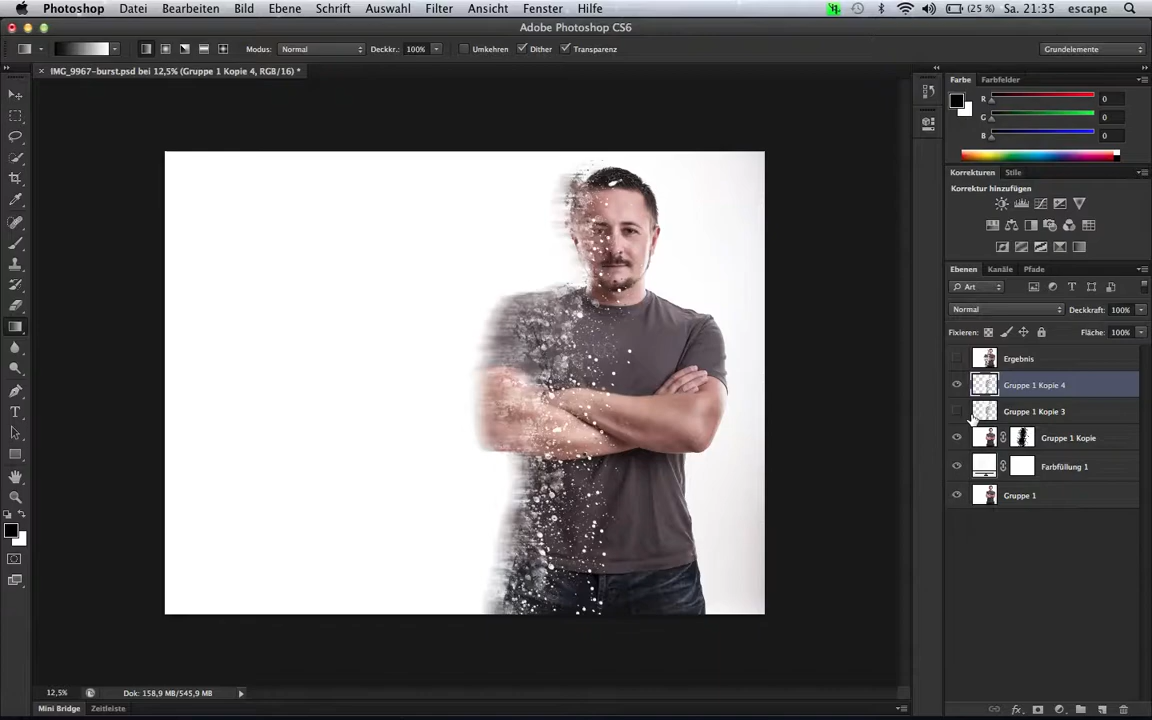 Photoshop Datei Bearbeiten Bild Ebene Schrift Auswahl Filter Ansicht Fenster Hilfe (25 %) Sa. 21:35 escape
Adobe Photoshop CS6
Modus: Normal Deckkr.: 100% Umkehren Dither Transparenz Grundelemente
IMG_9967-burst.psd bei 12,5% (Gruppe 1 Kopie 4, RGB/16) *
Farbe Farbfelder
R 0
G 0
B 0
Korrekturen Stile
Korrektur hinzufügen
Ebenen Kanäle Pfade
Art
Normal Deckkraft: 100%
Fixieren: Fläche: 100%
Ergebnis
Gruppe 1 Kopie 4
Gruppe 1 Kopie 3
Gruppe 1 Kopie
Farbfüllung 1
Gruppe 1
12,5% Dok: 158,9 MB/545,9 MB
Mini Bridge Zeitleiste